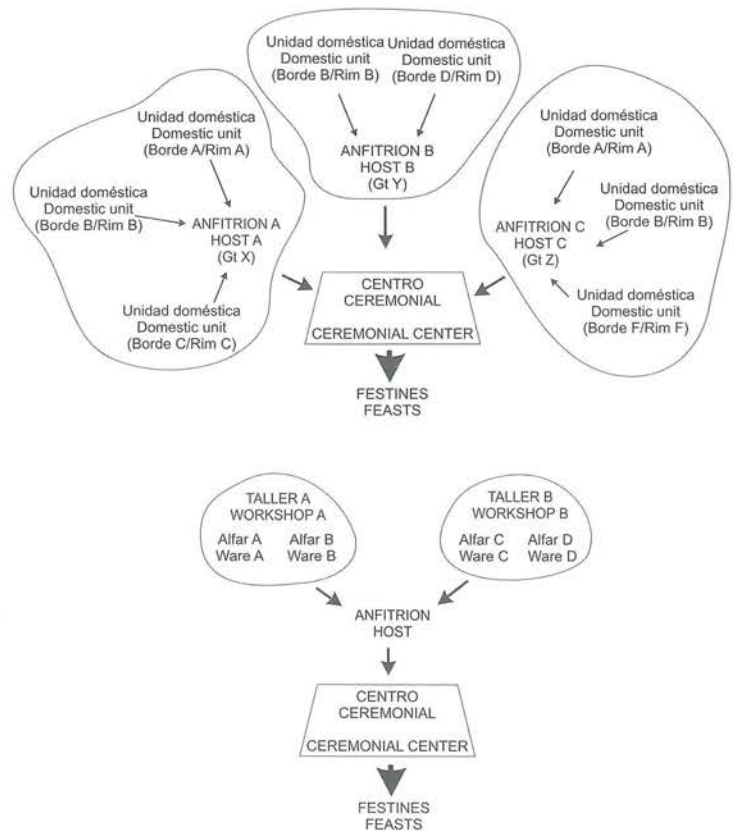 Unidad doméstica
Domestic unit
(Borde B/Rim B)
Unidad doméstica
Domestic unit
(Borde D/Rim D)
ANFITRION B
HOST B
(Gt Y)
Unidad doméstica
Domestic unit
(Borde A/Rim A)
Unidad doméstica
Domestic unit
(Borde B/Rim B)
ANFITRION A
HOST A
(Gt X)
Unidad doméstica
Domestic unit
(Borde C/Rim C)
Unidad doméstica
Domestic unit
(Borde A/Rim A)
Unidad doméstica
Domestic unit
(Borde B/Rim B)
ANFITRION C
HOST C
(Gt Z)
Unidad doméstica
Domestic unit
(Borde F/Rim F)
CENTRO
CEREMONIAL
CEREMONIAL CENTER
FESTINES
FEASTS
TALLER A
WORKSHOP A
Alfar A Alfar B
Ware A Ware B
TALLER B
WORKSHOP B
Alfar C Alfar D
Ware C Ware D
ANFITRION
HOST
CENTRO
CEREMONIAL
CEREMONIAL CENTER
FESTINES
FEASTS